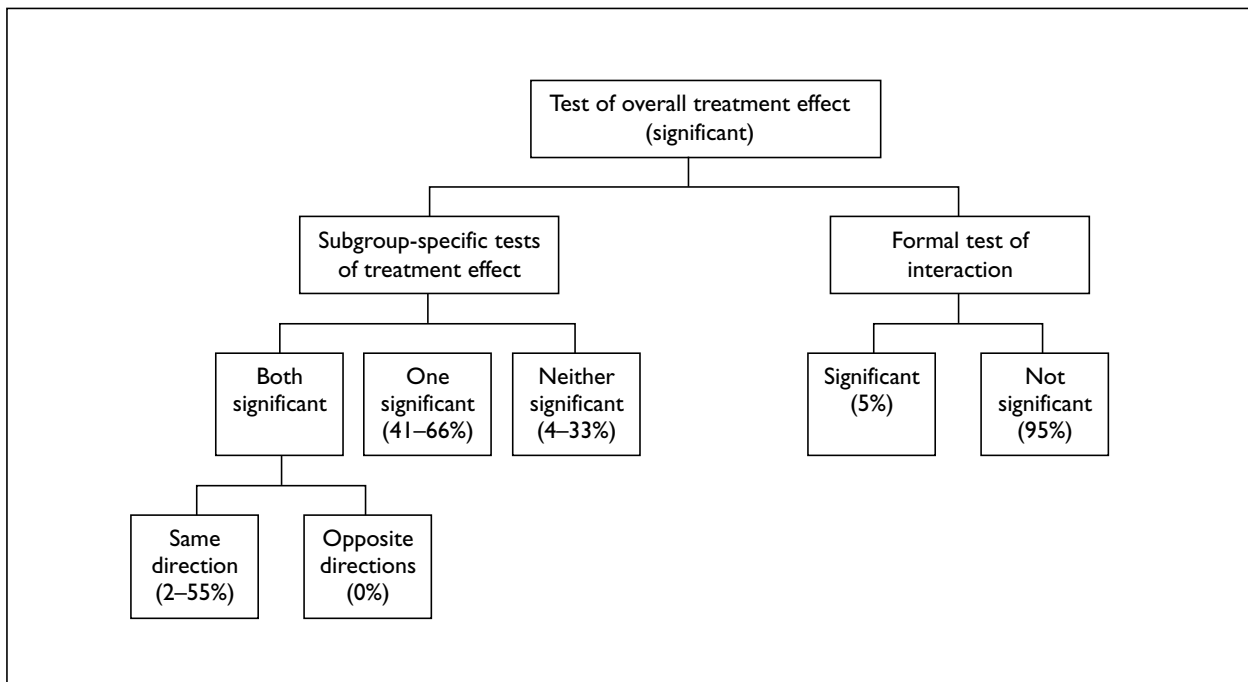 Test of overall treatment effect
(significant)
Subgroup-specific tests
of treatment effect
Formal test of
interaction
Both
significant
One
significant
(41–66%)
Neither
significant
(4–33%)
Significant
(5%)
Not
significant
(95%)
Same
direction
(2–55%)
Opposite
directions
(0%)